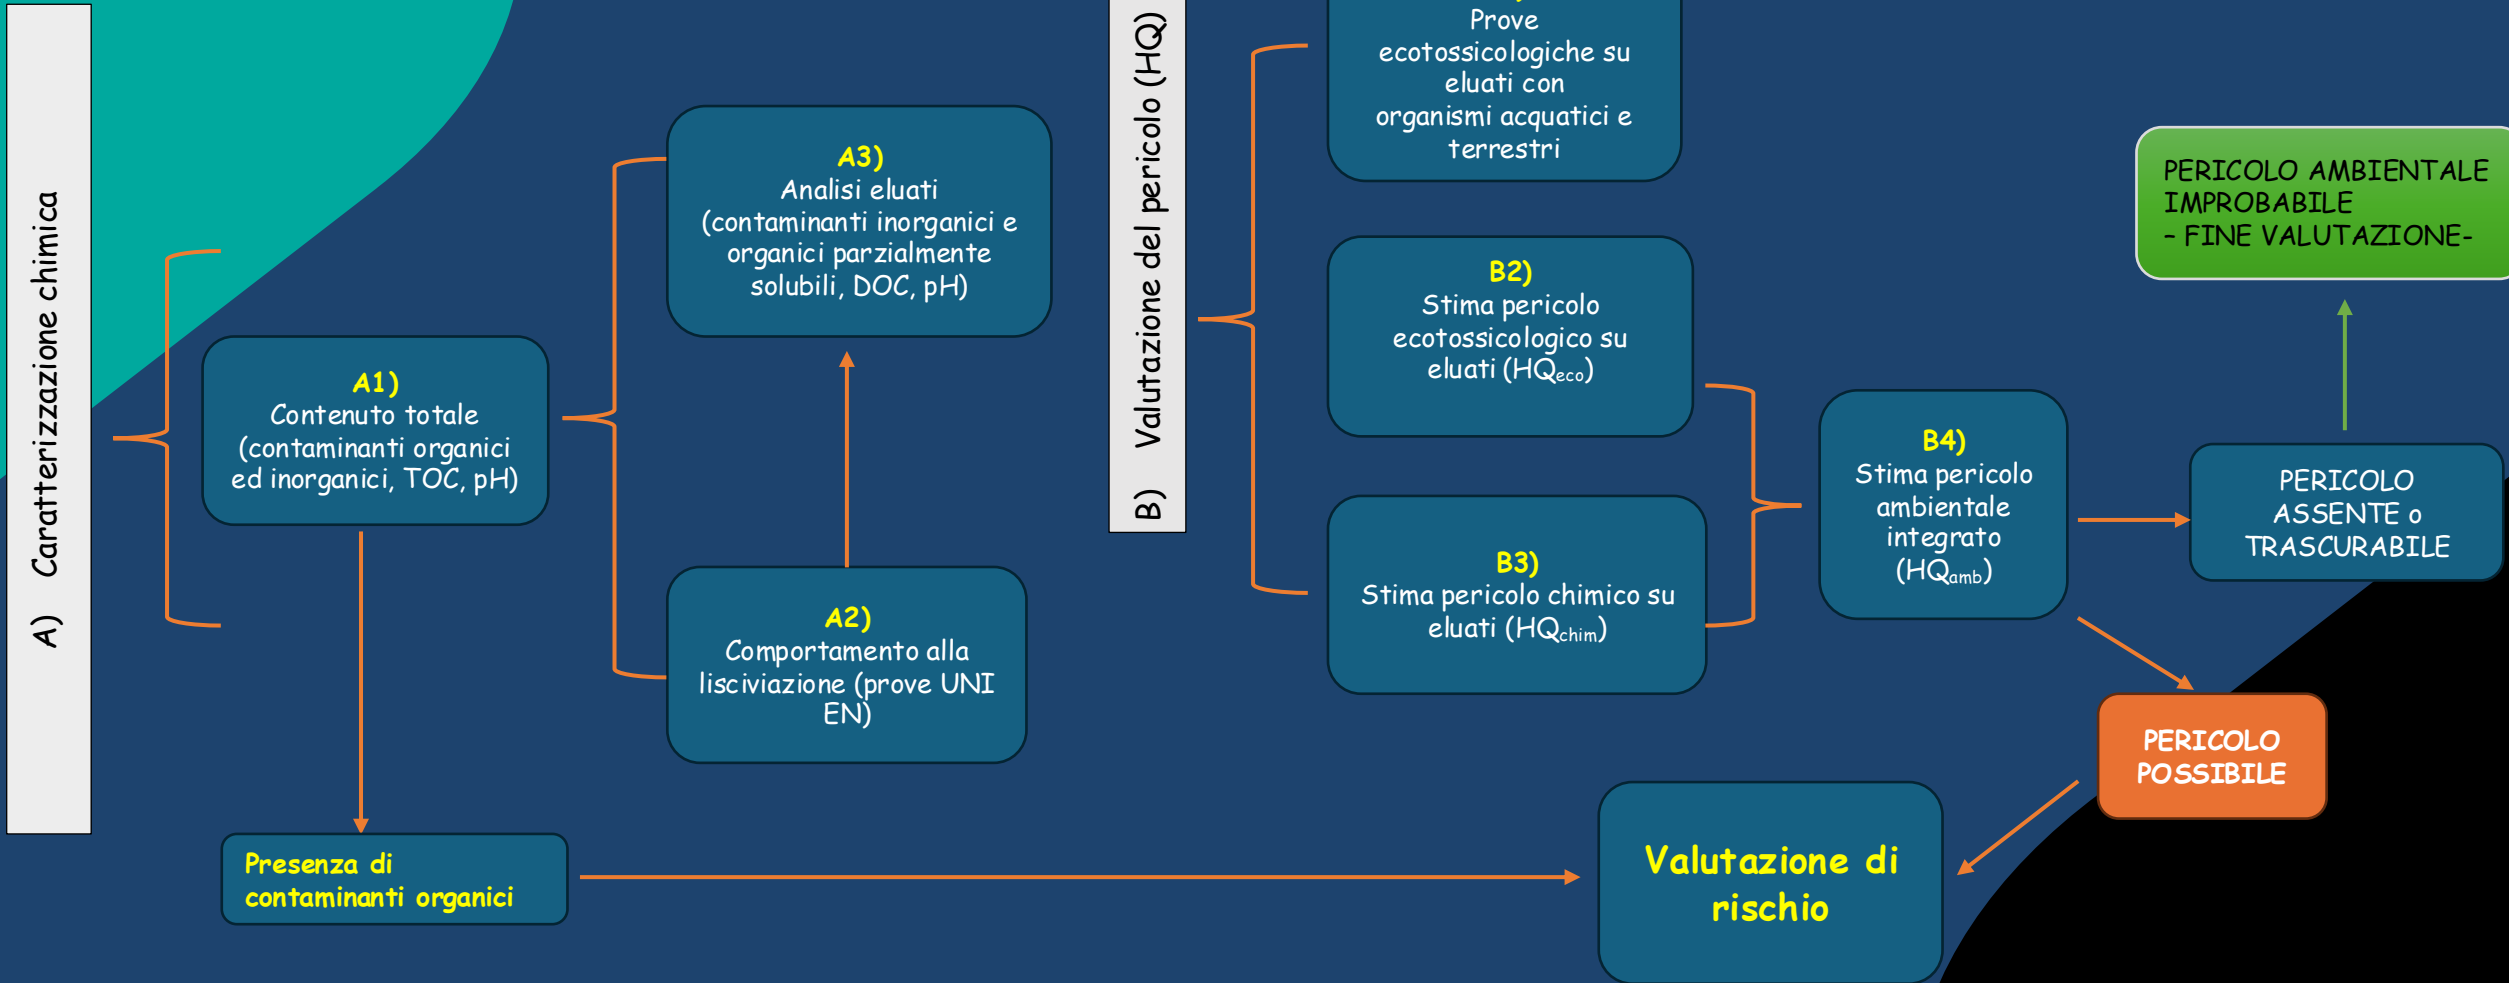 A) Caratterizzazione chimica
A1)
Contenuto totale
(contaminanti organici
ed inorganici, TOC, pH)
A3)
Analisi eluati
(contaminanti inorganici e
organici parzialmente
solubili, DOC, pH)
A2)
Comportamento alla
lisciviazione (prove UNI
EN)
Presenza di
contaminanti organici
B) Valutazione del pericolo (HQ)
Prove
ecotossicologiche su
eluati con
organismi acquatici e
terrestri
B2)
Stima pericolo
ecotossicologico su
eluati (HQeco)
B3)
Stima pericolo chimico su
eluati (HQchim)
B4)
Stima pericolo
ambientale
integrato
(HQamb)
PERICOLO AMBIENTALE
IMPROBABILE
- FINE VALUTAZIONE-
PERICOLO
ASSENTE o
TRASCURABILE
PERICOLO
POSSIBILE
Valutazione di
rischio